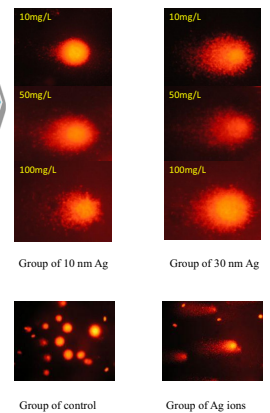 10mg/L
50mg/L
100mg/L
Group of 10 nm Ag
10mg/L
50mg/L
100mg/L
Group of 30 nm Ag
Group of control
Group of Ag ions